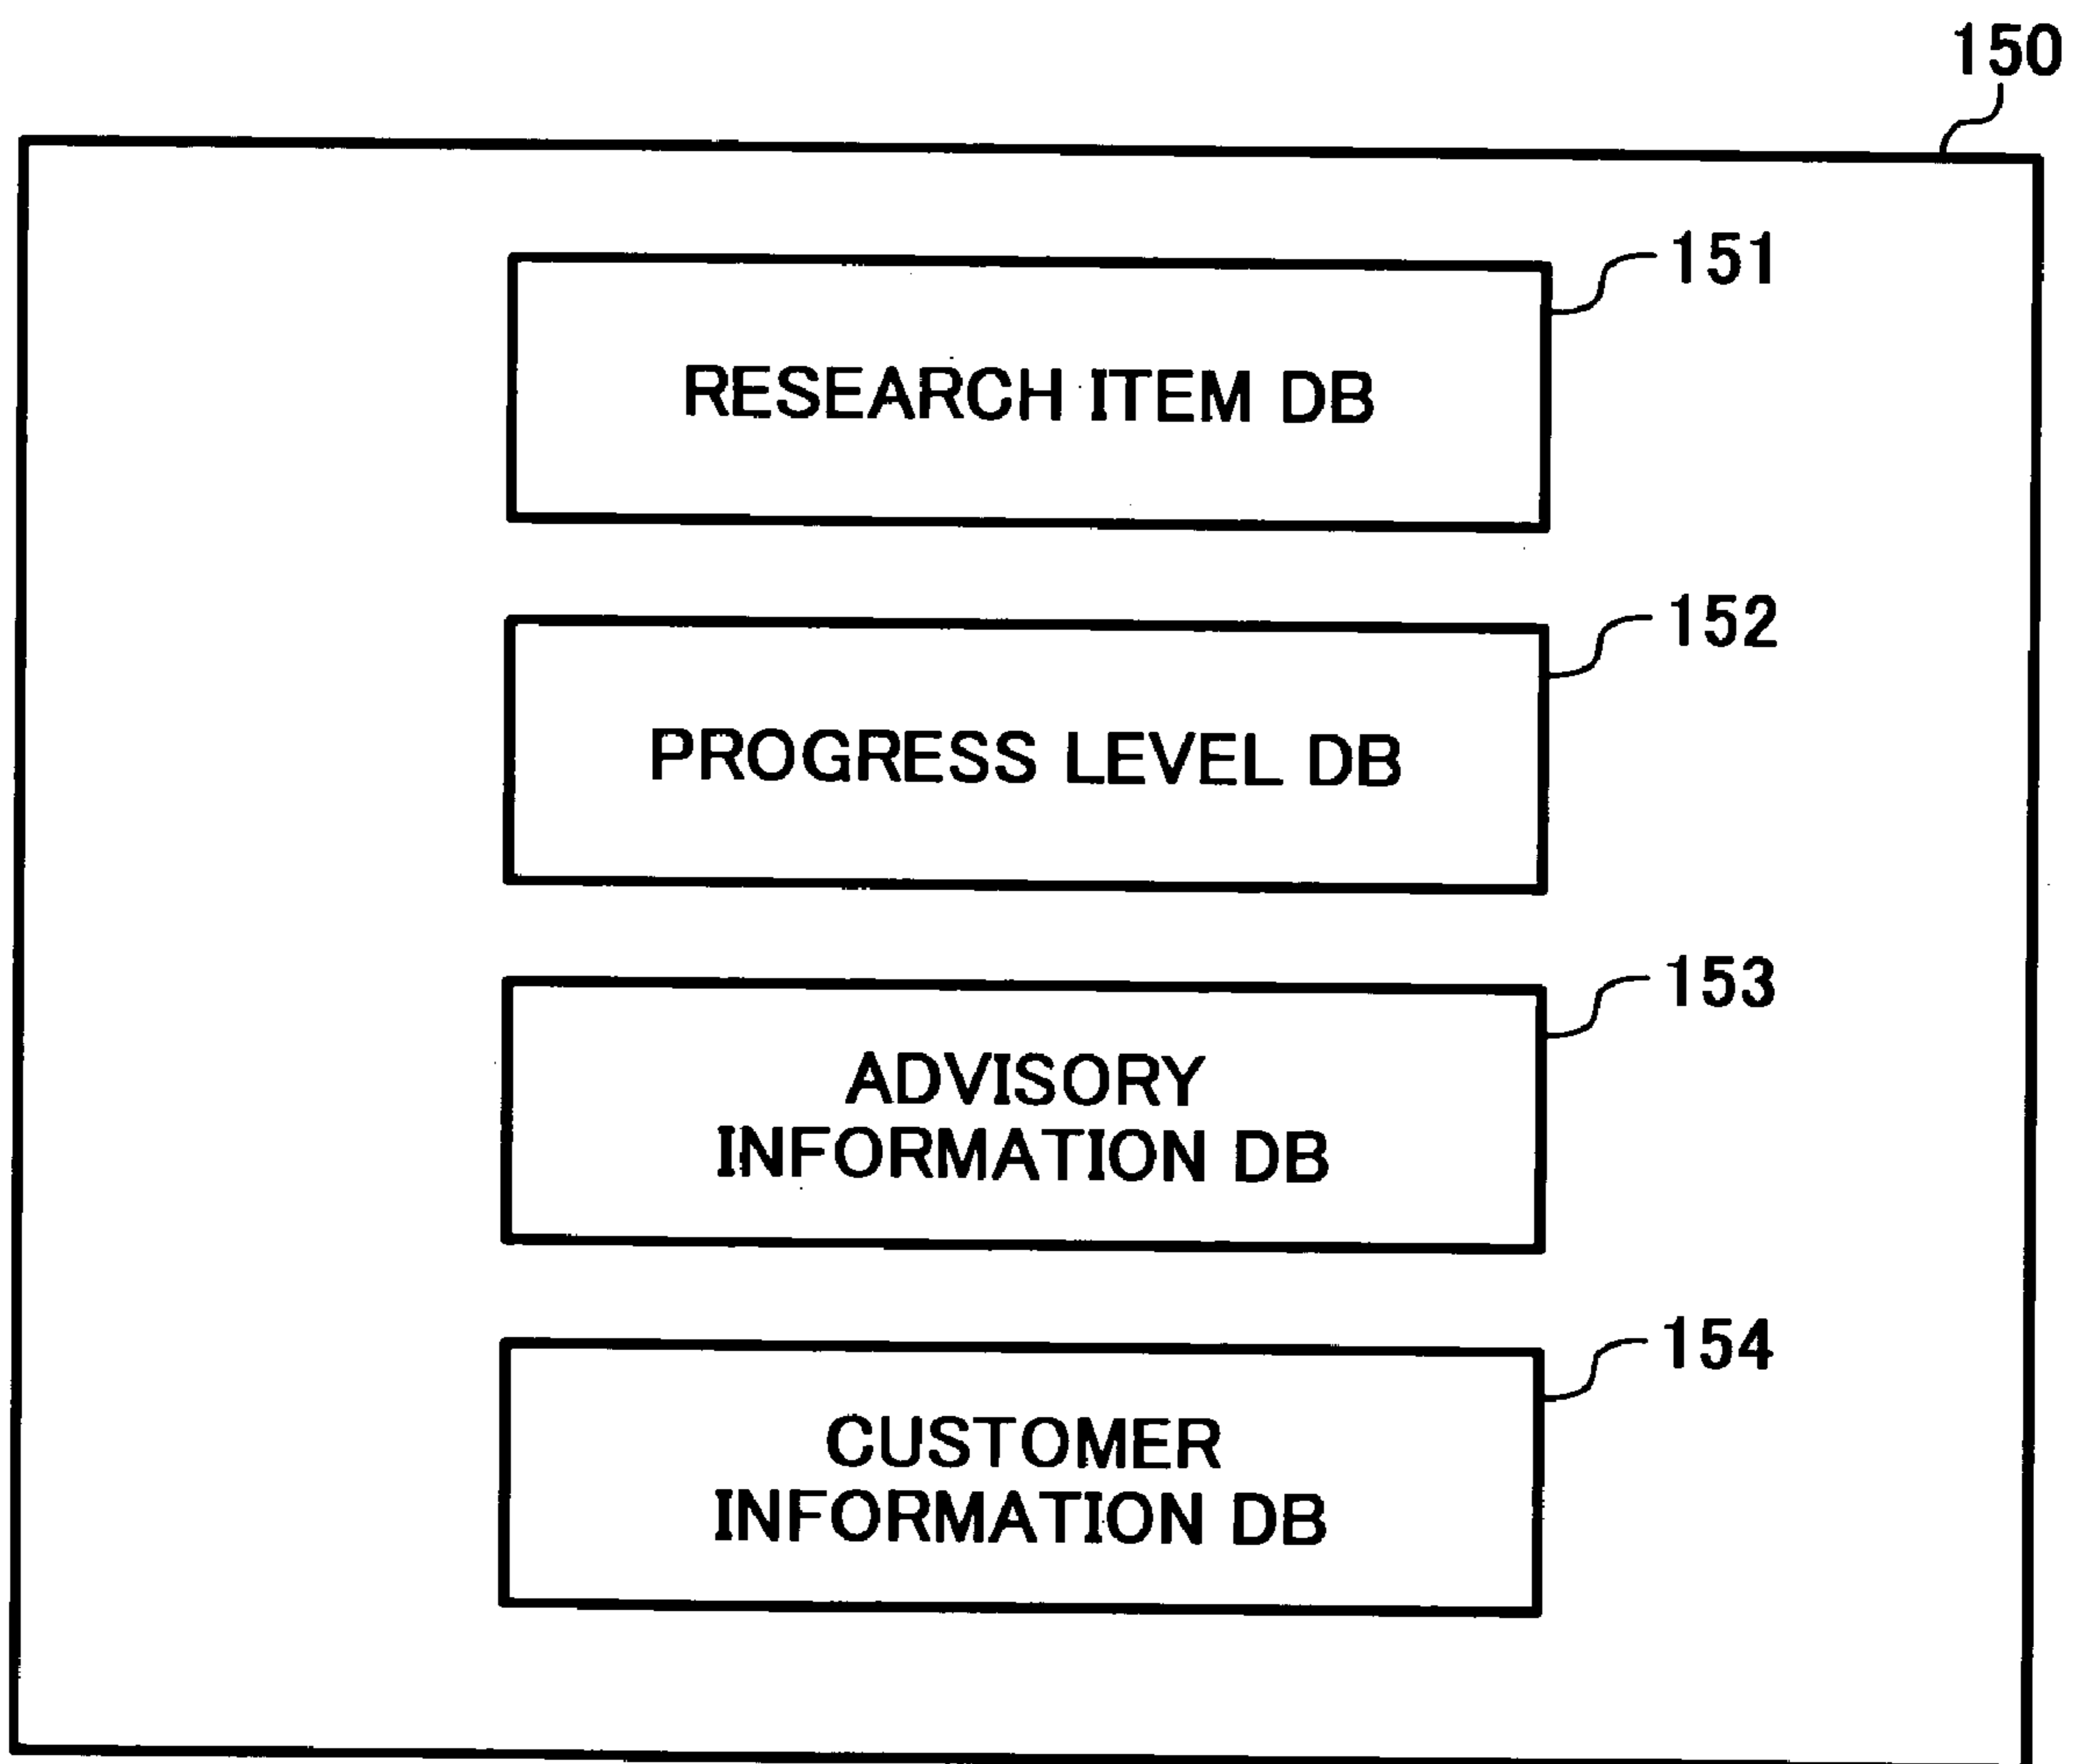 150
151
RESEARCH ITEM DB
152
PROGRESS LEVEL DB
153
ADVISORY
INFORMATION DB
154
CUSTOMER
INFORMATION DB